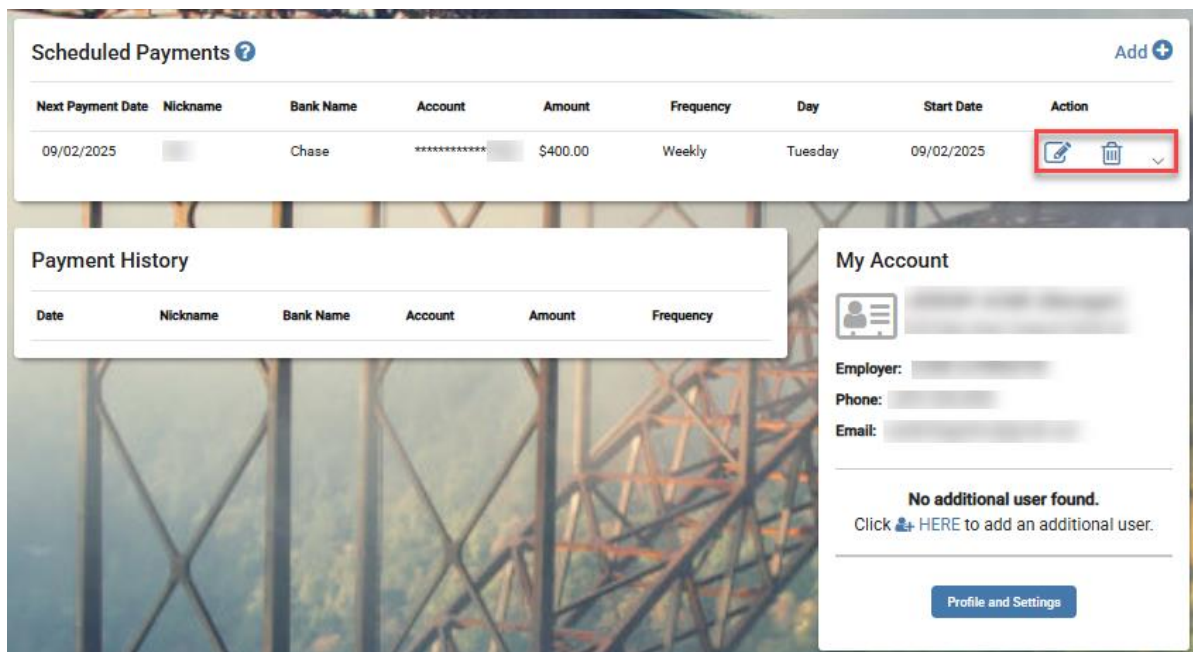 Scheduled Payments ?
Add +
Next Payment Date Nickname Bank Name Account Amount Frequency Day Start Date Action
09/02/2025 Chase ************ $400.00 Weekly Tuesday 09/02/2025
Payment History
Date Nickname Bank Name Account Amount Frequency
My Account
Employer:
Phone:
Email:
No additional user found.
Click HERE to add an additional user.
Profile and Settings